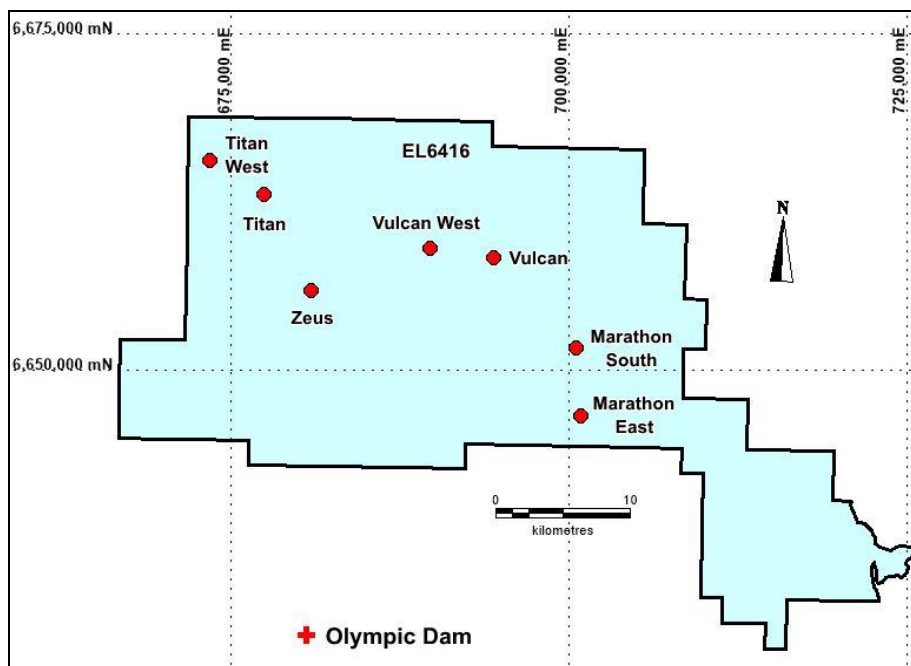 6,675,000 mN
675,000 mE
700,000 mE
725,000 mE
Titan
West
EL6416
Titan
Vulcan West
N
Vulcan
Zeus
Marathon
South
6,650,000 mN
Marathon
East
0 10
kilometres
Olympic Dam